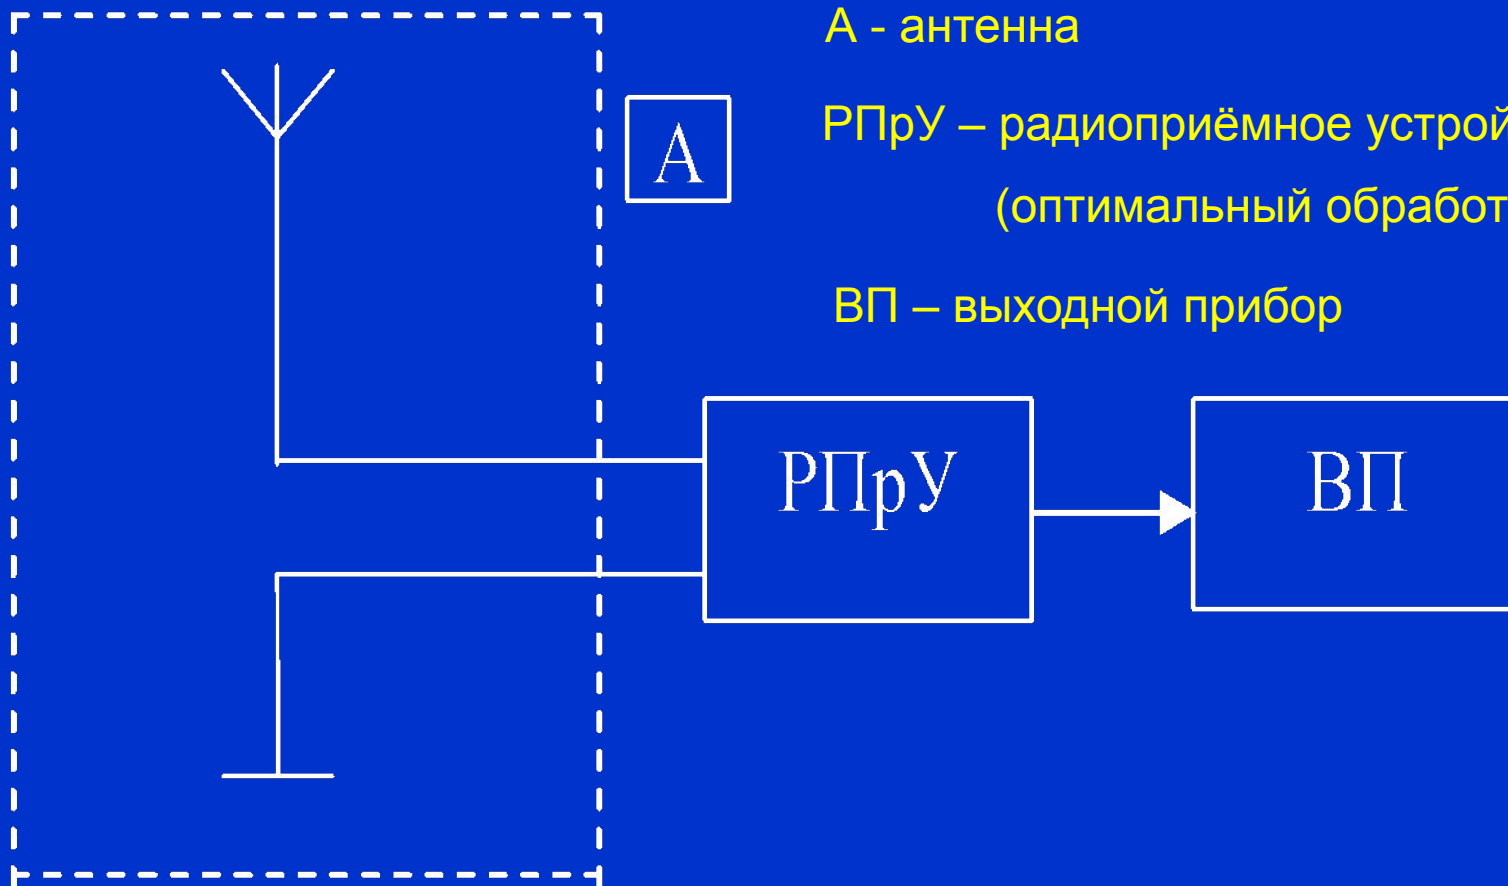 А - антенна
РПрУ – радиоприёмное устрой
(оптимальный обработ
ВП – выходной прибор
А
РПрУ
ВП